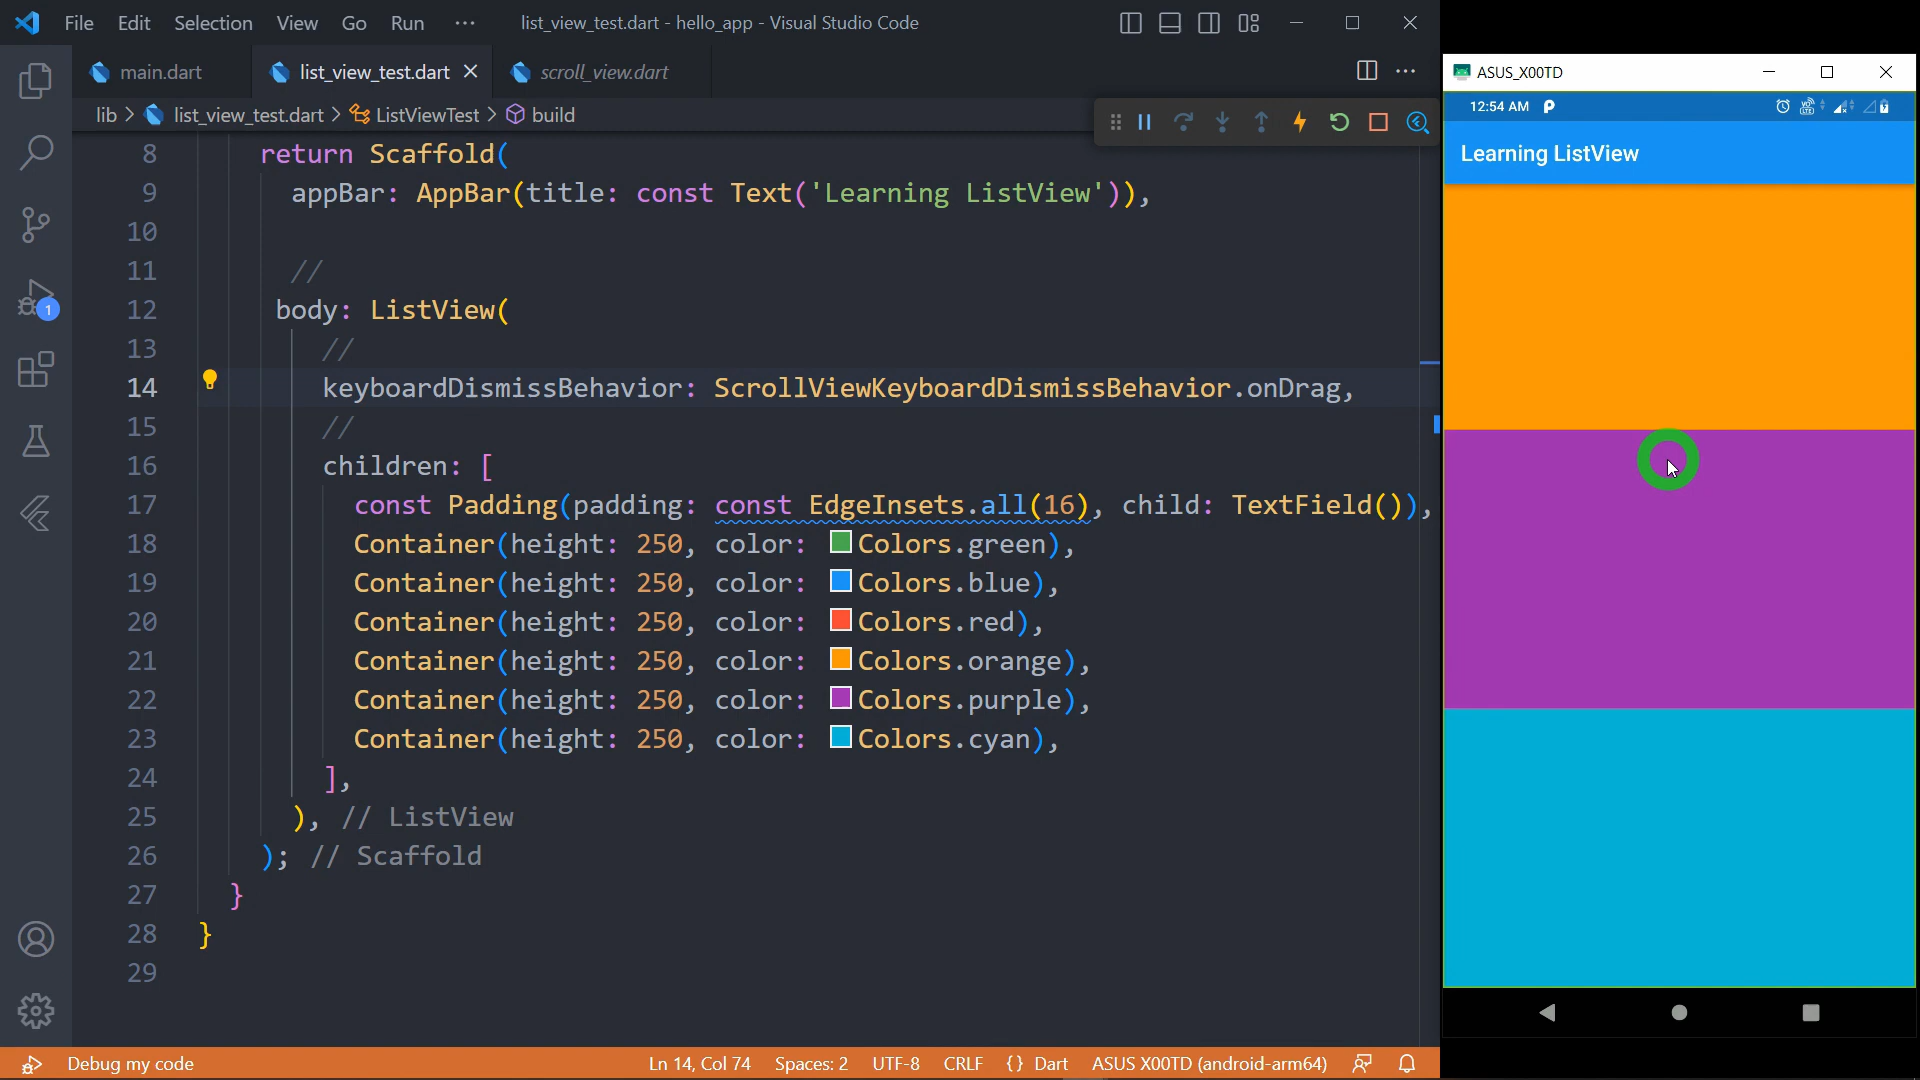 File Edit Selection View Go Run ··· list_view_test.dart - hello_app - Visual Studio Code
main.dart list_view_test.dart scroll_view.dart
lib > list_view_test.dart > ListViewTest > build
8 return Scaffold(
9 appBar: AppBar(title: const Text('Learning ListView')),
10
11 //
12 body: ListView(
13 //
14 keyboardDismissBehavior: ScrollViewKeyboardDismissBehavior.onDrag,
15 //
16 children: [
17 const Padding(padding: const EdgeInsets.all(16), child: TextField()),
18 Container(height: 250, color: Colors.green),
19 Container(height: 250, color: Colors.blue),
20 Container(height: 250, color: Colors.red),
21 Container(height: 250, color: Colors.orange),
22 Container(height: 250, color: Colors.purple),
23 Container(height: 250, color: Colors.cyan),
24 ],
25 ), // ListView
26 ); // Scaffold
27 }
28 }
29
1
Debug my code Ln 14, Col 74 Spaces: 2 UTF-8 CRLF {} Dart ASUS X00TD (android-arm64)
ASUS_X00TD
12:54 AM
Learning ListView